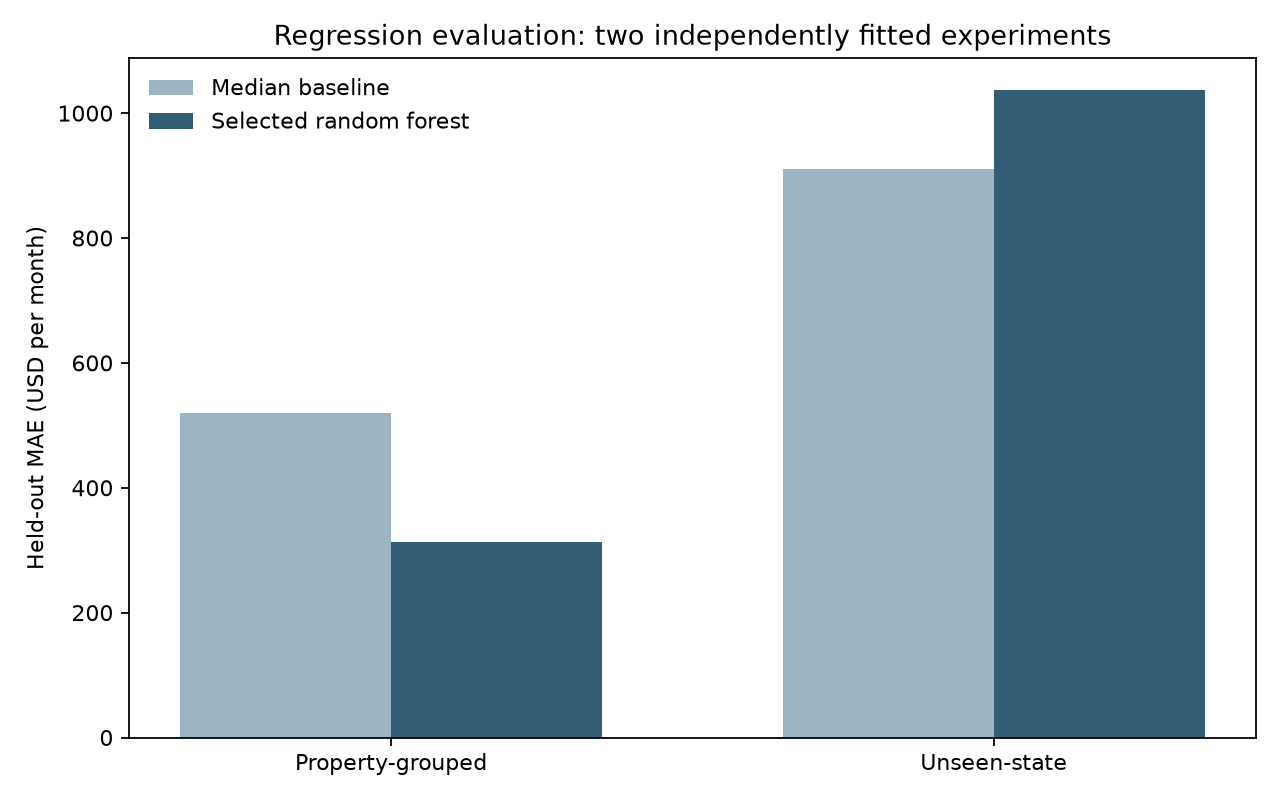 Regression evaluation: two independently fitted experiments
Median baseline
Selected random forest
Held-out MAE (USD per month)
1000
800
600
400
200
0
Property-grouped
Unseen-state